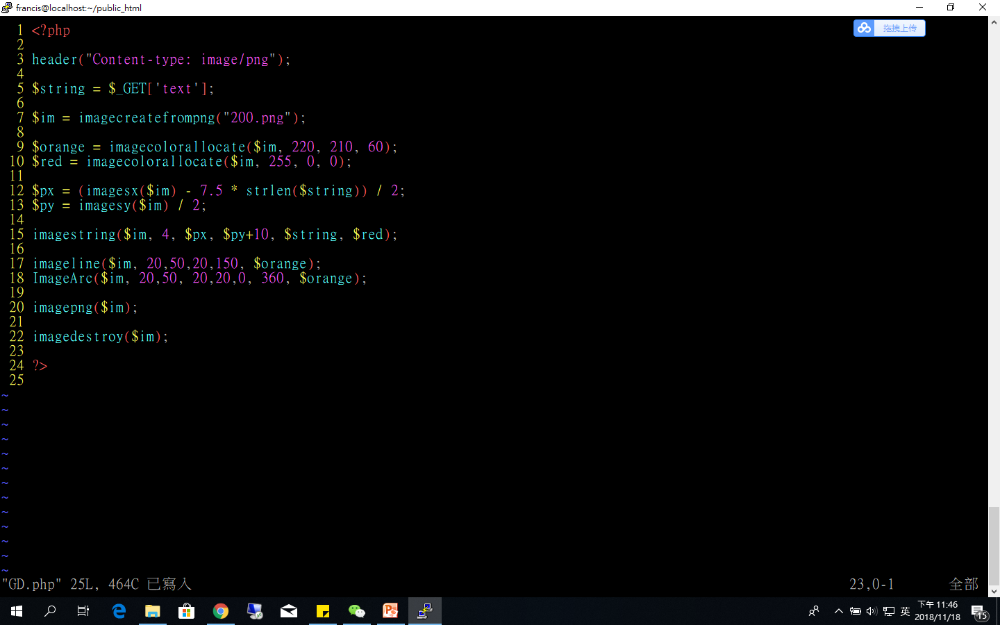 francis@localhost:~/public_html
拖拽上传
1 <?php
2
3 header("Content-type: image/png");
4
5 $string = $_GET['text'];
6
7 $im = imagecreatefrompng("200.png");
8
9 $orange = imagecolorallocate($im, 220, 210, 60);
10 $red = imagecolorallocate($im, 255, 0, 0);
11
12 $px = (imagesx($im) - 7.5 * strlen($string)) / 2;
13 $py = imagesy($im) / 2;
14
15 imagestring($im, 4, $px, $py+10, $string, $red);
16
17 imageline($im, 20,50,20,150, $orange);
18 ImageArc($im, 20,50, 20,20,0, 360, $orange);
19
20 imagepng($im);
21
22 imagedestroy($im);
23
24 ?>
25
~
~
~
~
~
~
~
~
~
~
~
~
~
"GD.php" 25L, 464C 已寫入 23,0-1 全部
英 下午 11:46
2018/11/18
15